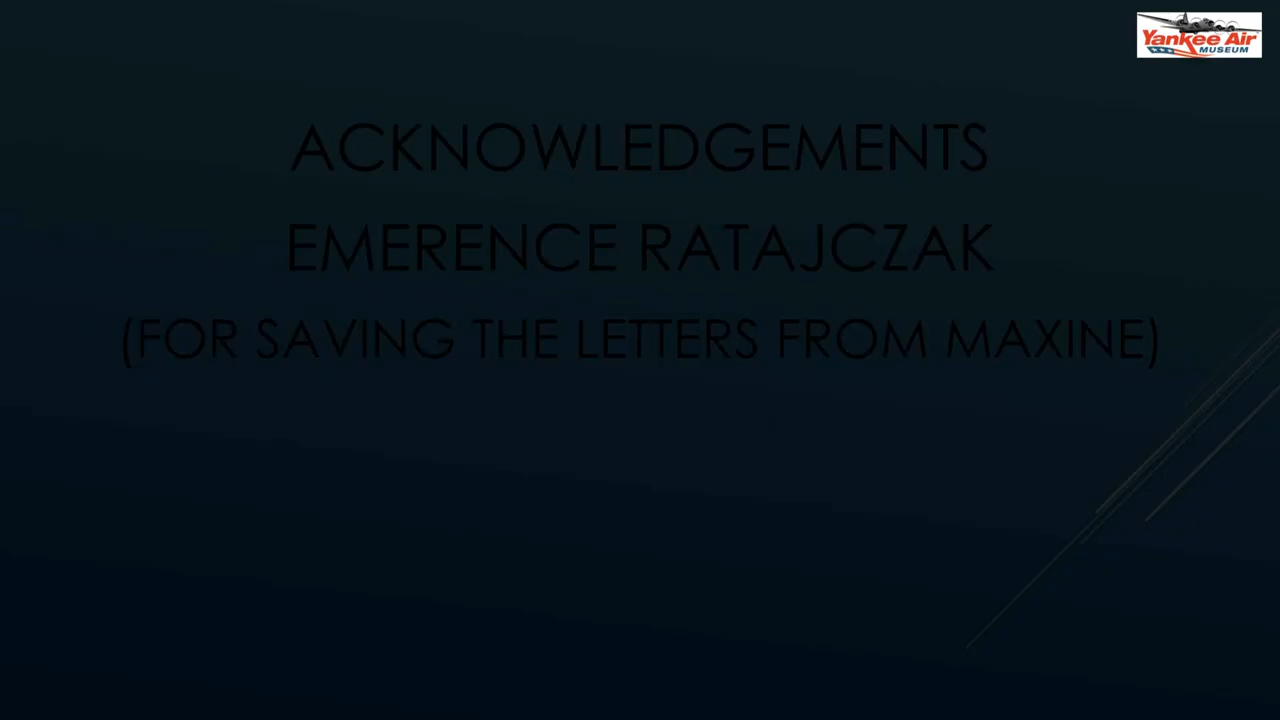 Yankee Air
MUSEUM
ACKNOWLEDGEMENTS
EMERENCE RATAJCZAK
(FOR SAVING THE LETTERS FROM MAXINE)